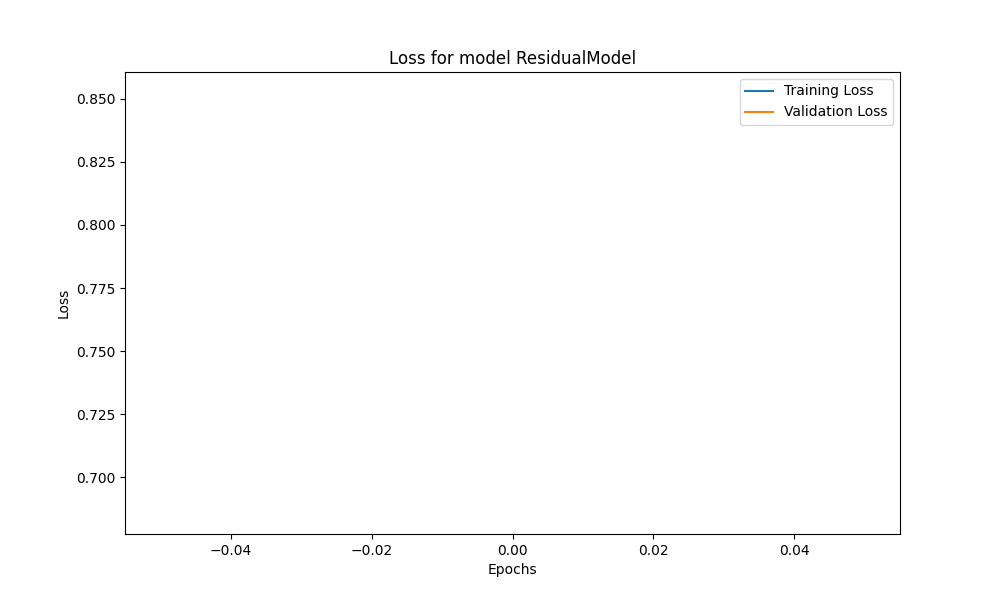 Loss for model ResidualModel
Training Loss
Validation Loss
0.850
0.825
0.800
0.775
0.750
0.725
0.700
Loss
−0.04
−0.02
0.00
0.02
0.04
Epochs